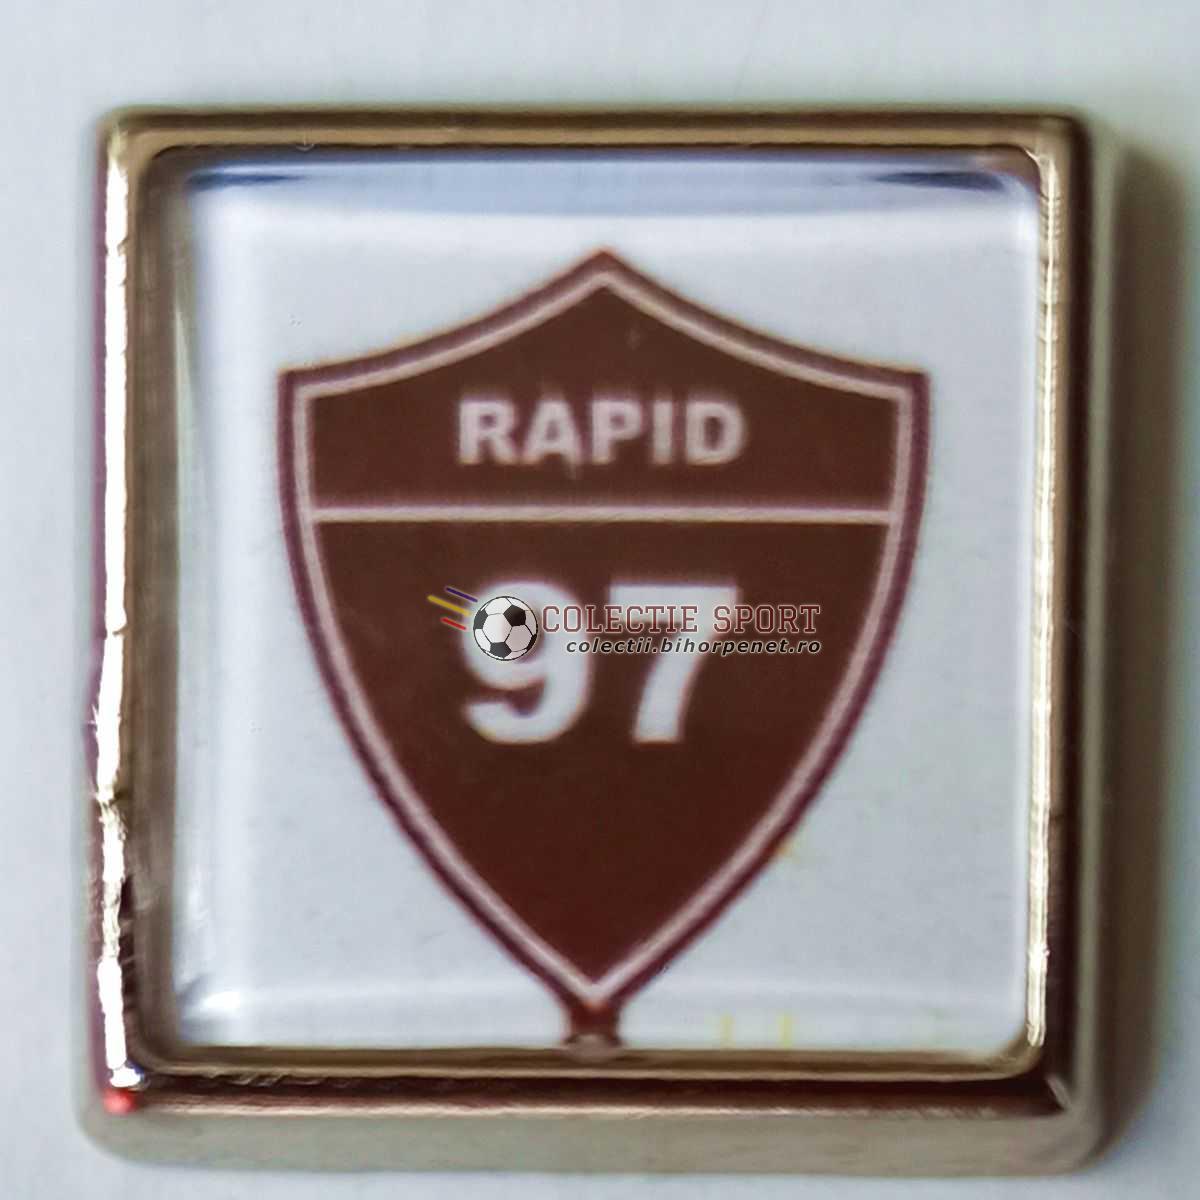 RAPID
97
COLECTIE SPORT
colectii.bihorpenet.ro